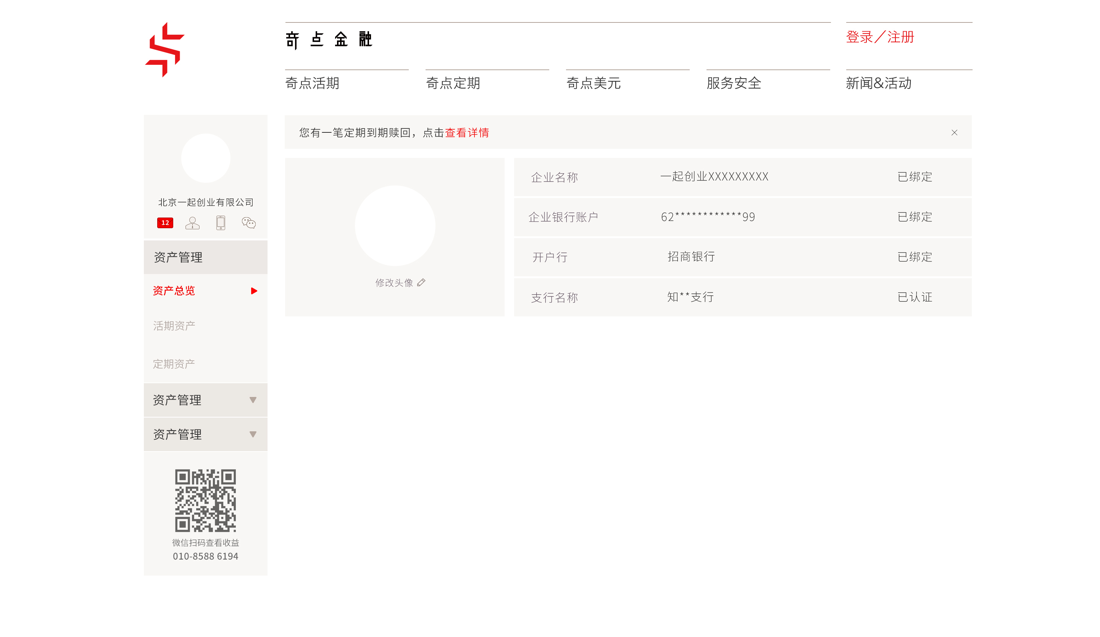 奇点金融
登录／注册
奇点活期
奇点定期
奇点美元
服务安全
新闻&活动
您有一笔定期到期赎回，点击查看详情
×
北京一起创业有限公司
12
资产管理
资产总览
活期资产
定期资产
资产管理
资产管理
微信扫码查看收益
010-8588 6194
修改头像
企业名称 一起创业XXXXXXXXX 已绑定
企业银行账户 62************99 已绑定
开户行 招商银行 已绑定
支行名称 知**支行 已认证